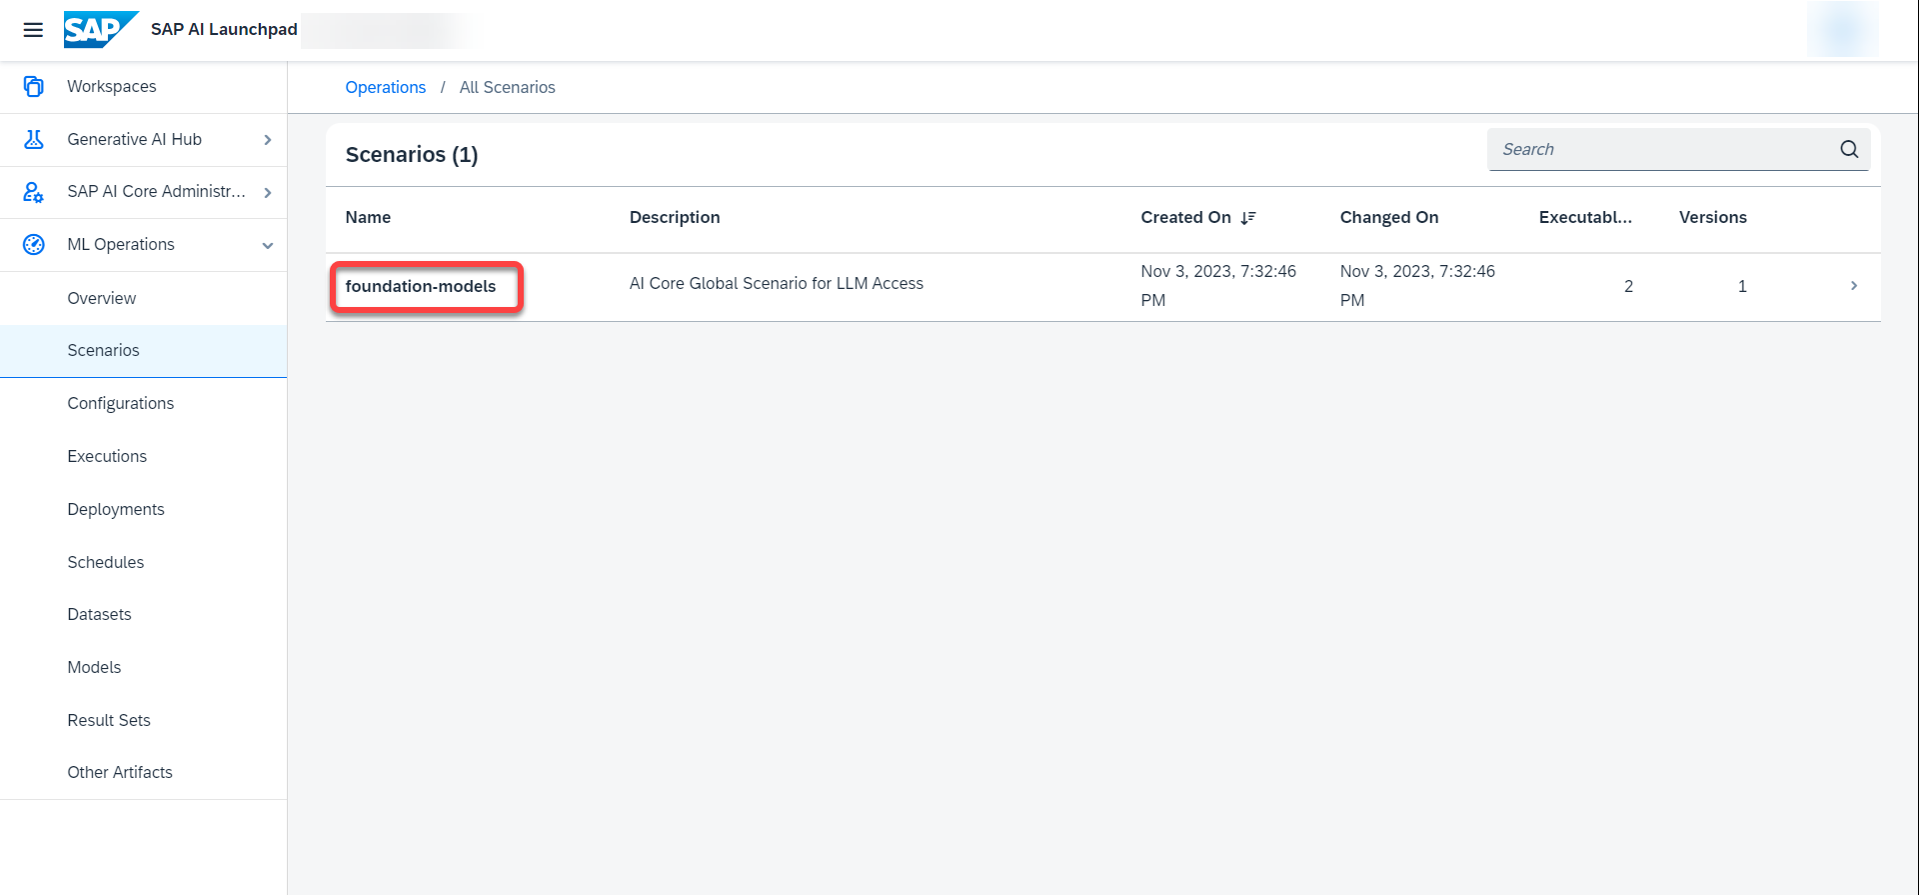 SAP SAP AI Launchpad
Workspaces
Generative AI Hub
SAP AI Core Administr...
ML Operations
Overview
Scenarios
Configurations
Executions
Deployments
Schedules
Datasets
Models
Result Sets
Other Artifacts
Operations / All Scenarios
Scenarios (1)
Search
Name Description Created On Changed On Executabl... Versions
foundation-models AI Core Global Scenario for LLM Access Nov 3, 2023, 7:32:46 Nov 3, 2023, 7:32:46 2 1
PM PM